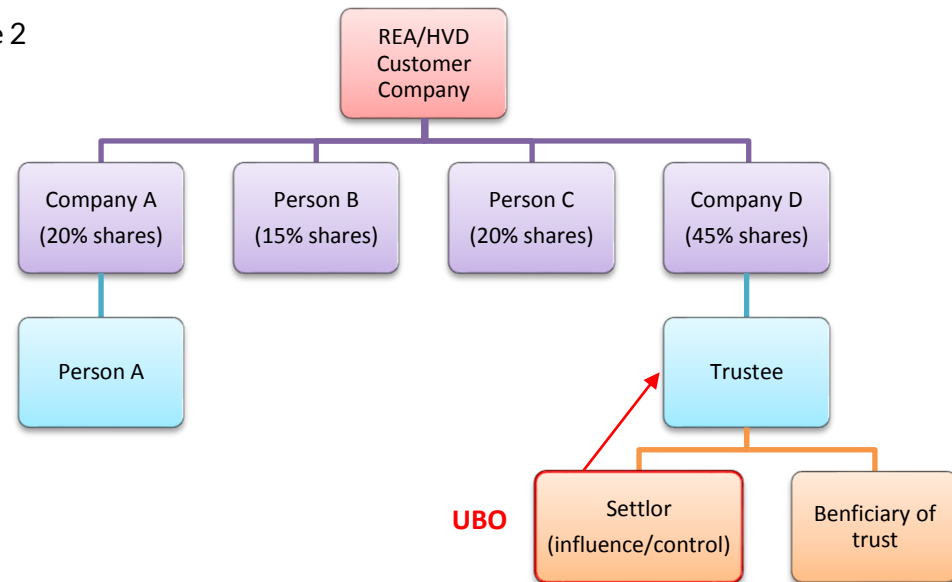 e 2
REA/HVD
Customer
Company
Company A
(20% shares)
Person B
(15% shares)
Person C
(20% shares)
Company D
(45% shares)
Person A
Trustee
UBO
Settlor
(influence/control)
Benficiary of
trust